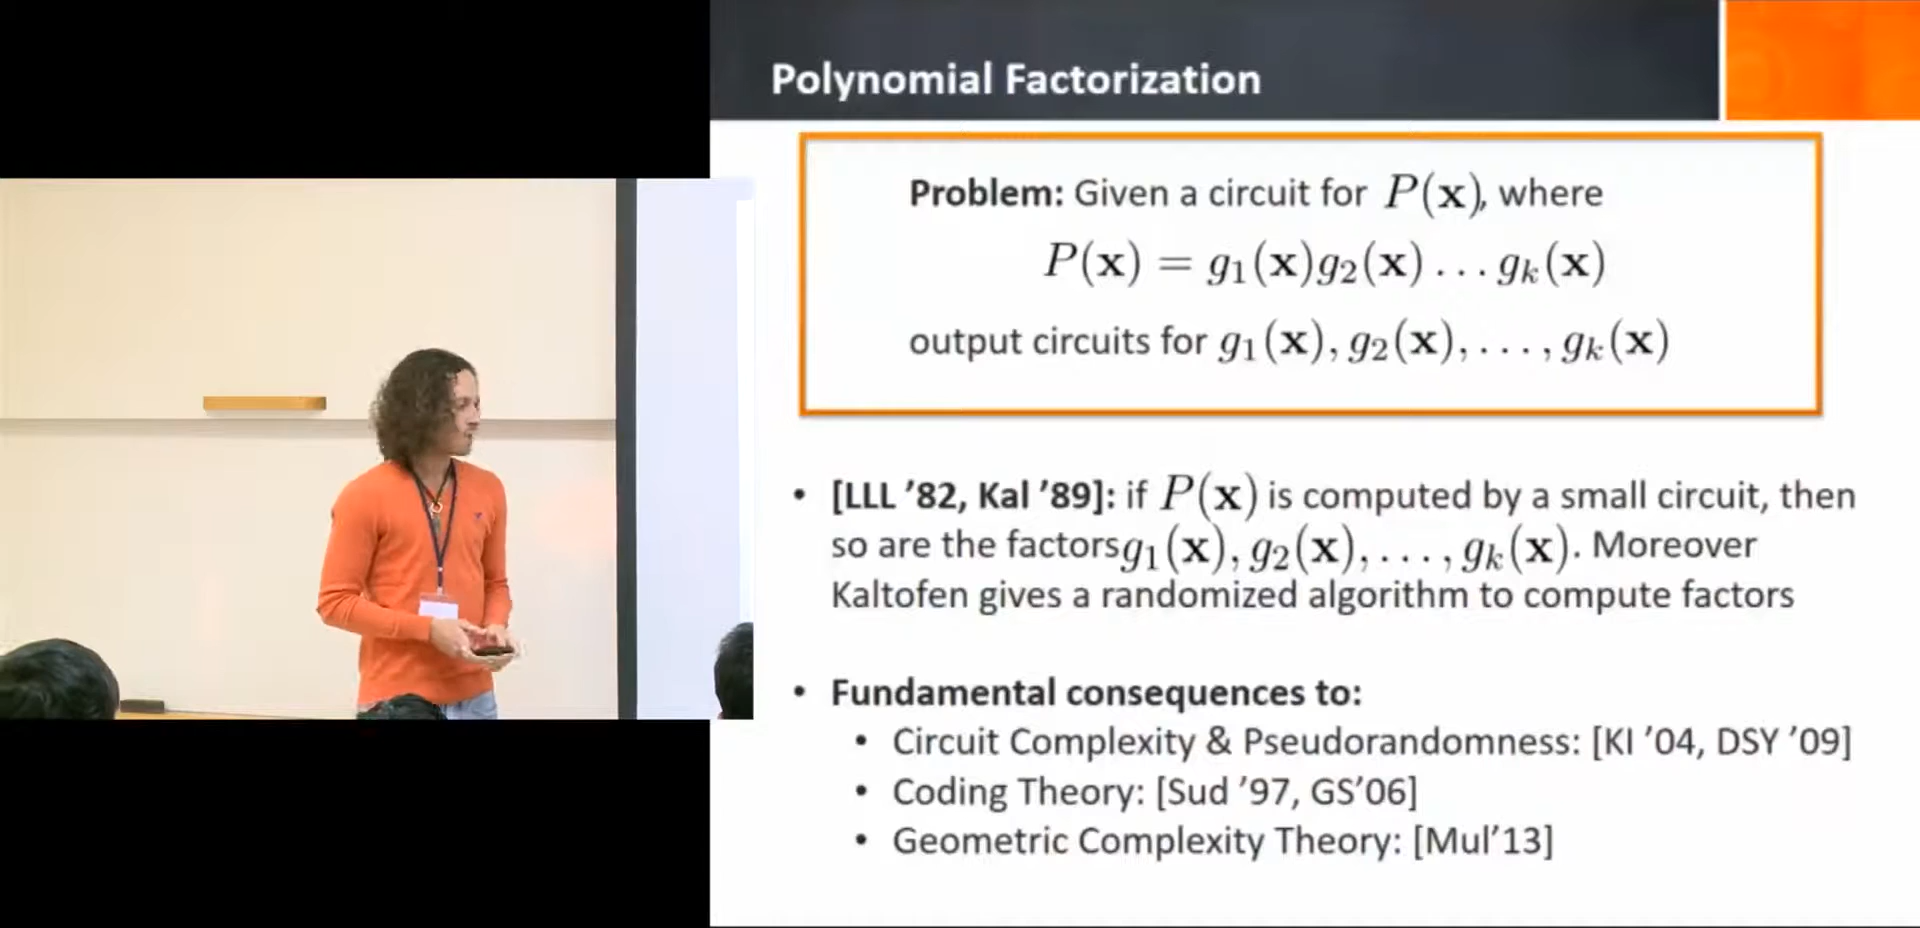 Polynomial Factorization
Problem: Given a circuit for P(x), where
P(x) = g₁(x)g₂(x) . . . gₖ(x)
output circuits for g₁(x), g₂(x), . . . , gₖ(x)
• [LLL ’82, Kal ’89]: if P(x) is computed by a small circuit, then
so are the factors g₁(x), g₂(x), . . . , gₖ(x). Moreover
Kaltofen gives a randomized algorithm to compute factors
• Fundamental consequences to:
• Circuit Complexity & Pseudorandomness: [KI ’04, DSY ’09]
• Coding Theory: [Sud ’97, GS’06]
• Geometric Complexity Theory: [Mul’13]